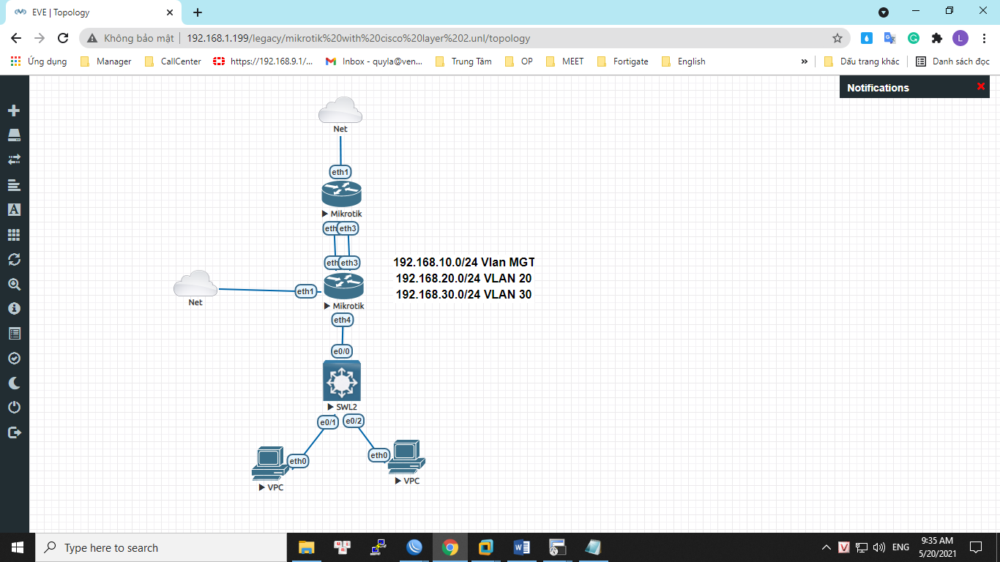 EVE | Topology
Không bảo mật
192.168.1.199/legacy/mikrotik%20with%20cisco%20layer%202.unl/topology
L
Ứng dụng
Manager
CallCenter
https://192.168.9.1/...
Inbox - quyla@ven...
Trung Tâm
OP
MEET
Fortigate
English
»
Dấu trang khác
Danh sách đọc
Notifications
Net
eth1
Mikrotik
eth
eth3
eth
eth3
192.168.10.0/24 Vlan MGT
192.168.20.0/24 VLAN 20
192.168.30.0/24 VLAN 30
Net
eth1
Mikrotik
eth4
e0/0
SWL2
e0/1
e0/2
eth0
eth0
VPC
VPC
Type here to search
ENG
9:35 AM
5/20/2021